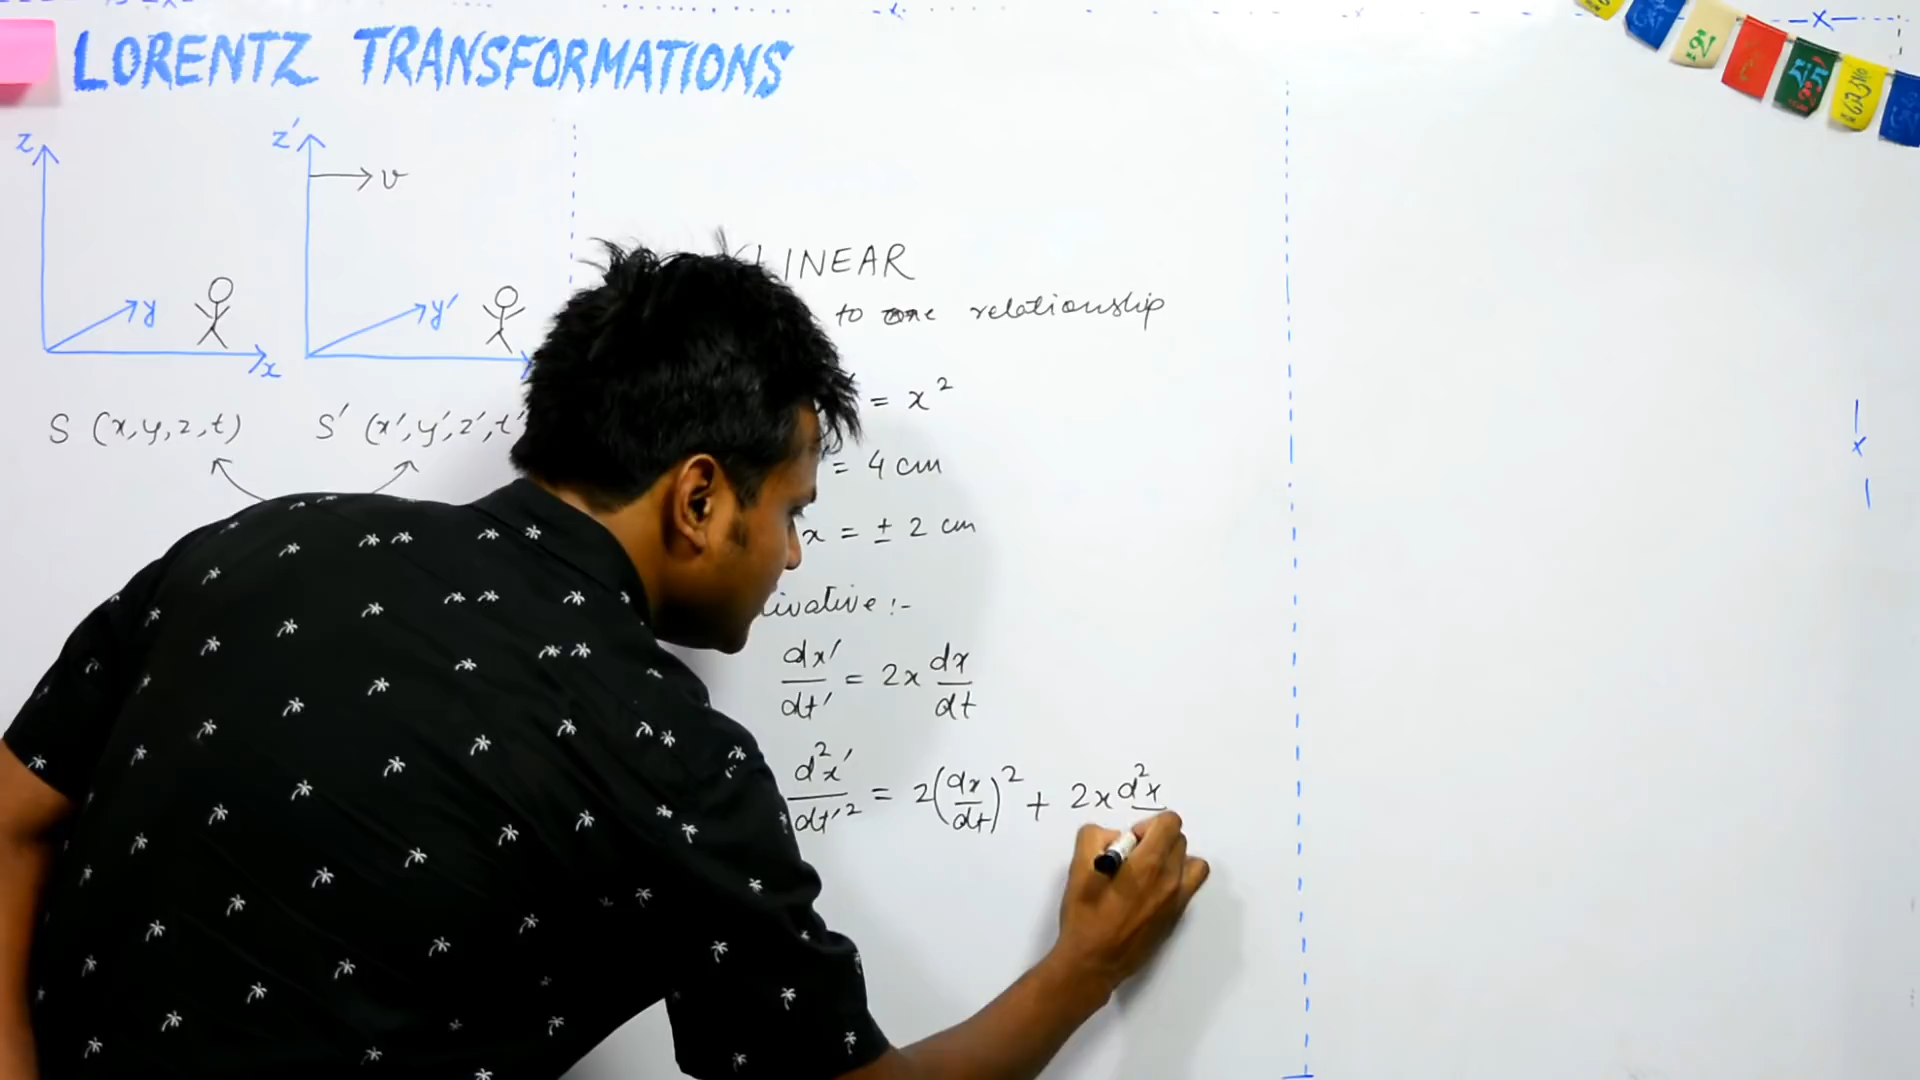 LORENTZ TRANSFORMATIONS
z
z'
v
y
y'
x
S (x,y,z,t)
S' (x',y',z',t'
LINEAR
to one relationship
= x²
= 4 cm
x = ± 2 cm
ivative :-
dx'/dt' = 2x dx/dt
d²x'/dt'² = 2(dx/dt)² + 2x d²x